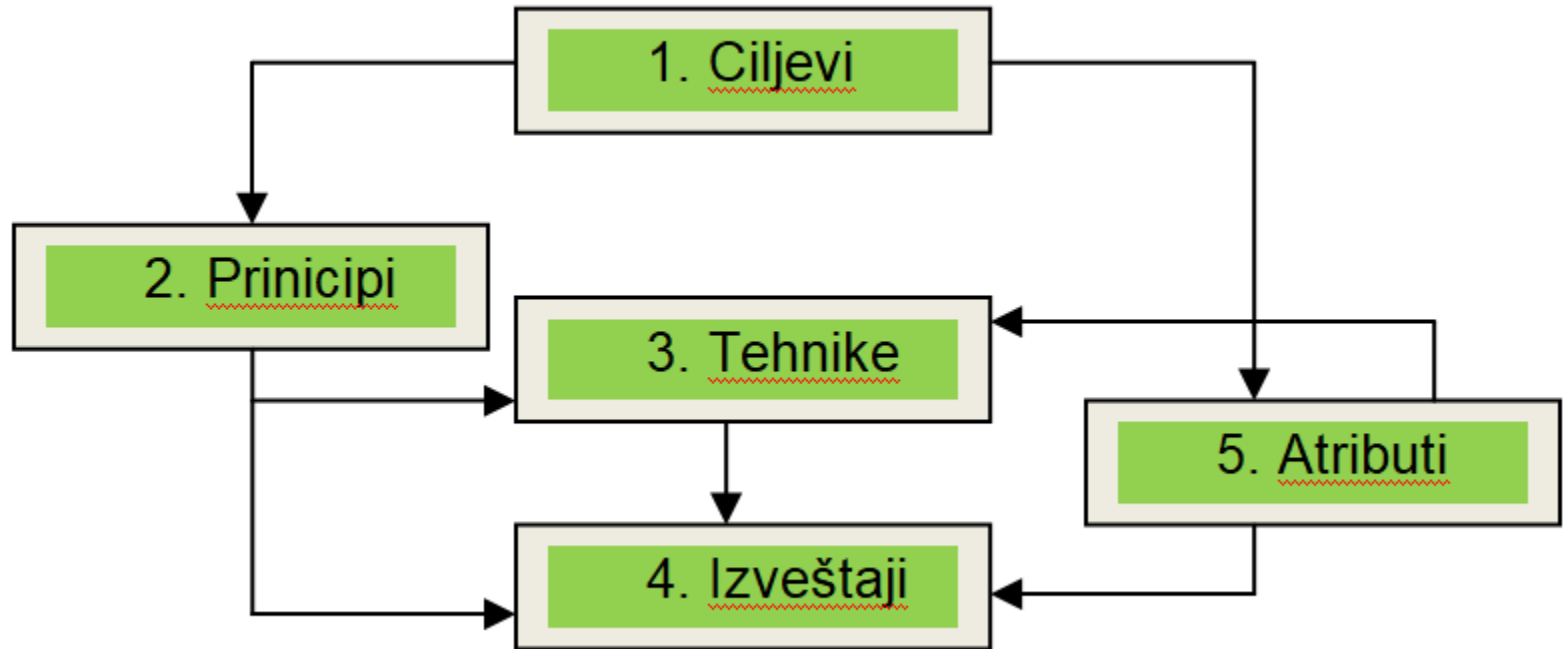 1. Ciljevi
2. Prinicipi
3. Tehnike
5. Atributi
4. Izveštaji